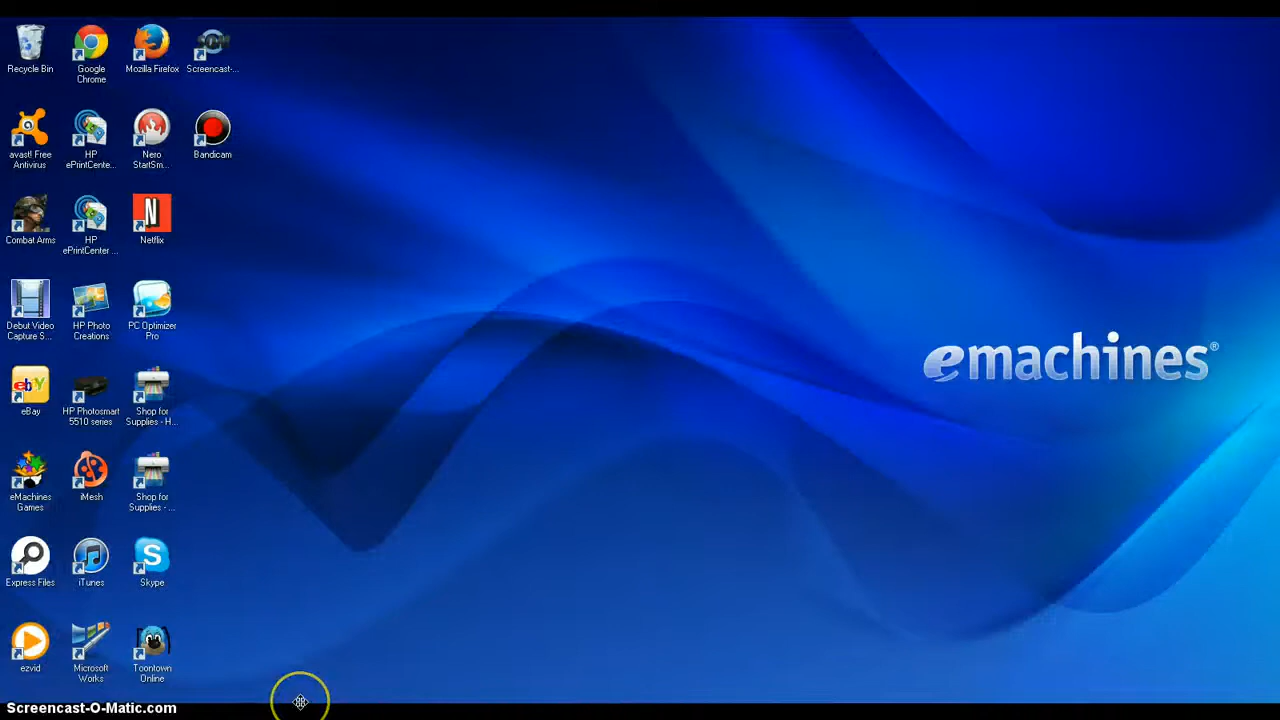 Recycle Bin
Google
Chrome
Mozilla Firefox
Screencast-...
avast! Free
Antivirus
HP
ePrintCente...
Nero
StartSm...
Bandicam
Combat Arms
HP
ePrintCenter ...
N
Netflix
Debut Video
Capture S...
HP Photo
Creations
PC Optimizer
Pro
ebY
eBay
HP Photosmart
5510 series
Shop for
Supplies - H...
eMachines
Games
iMesh
Shop for
Supplies - ...
Express Files
iTunes
S
Skype
ezvid
Microsoft
Works
Toontown
Online
emachines®
Screencast-O-Matic.com